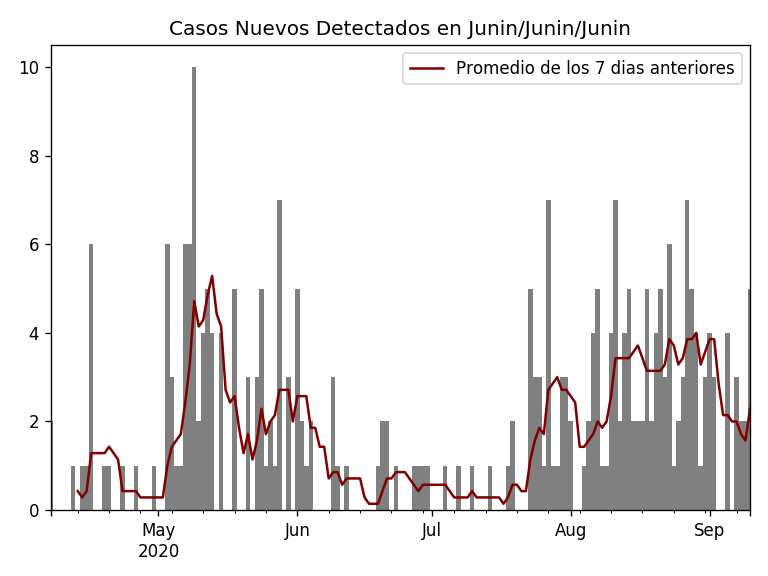 Casos Nuevos Detectados en Junin/Junin/Junin
Promedio de los 7 dias anteriores
10
8
6
4
2
0
May
2020
Jun
Jul
Aug
Sep